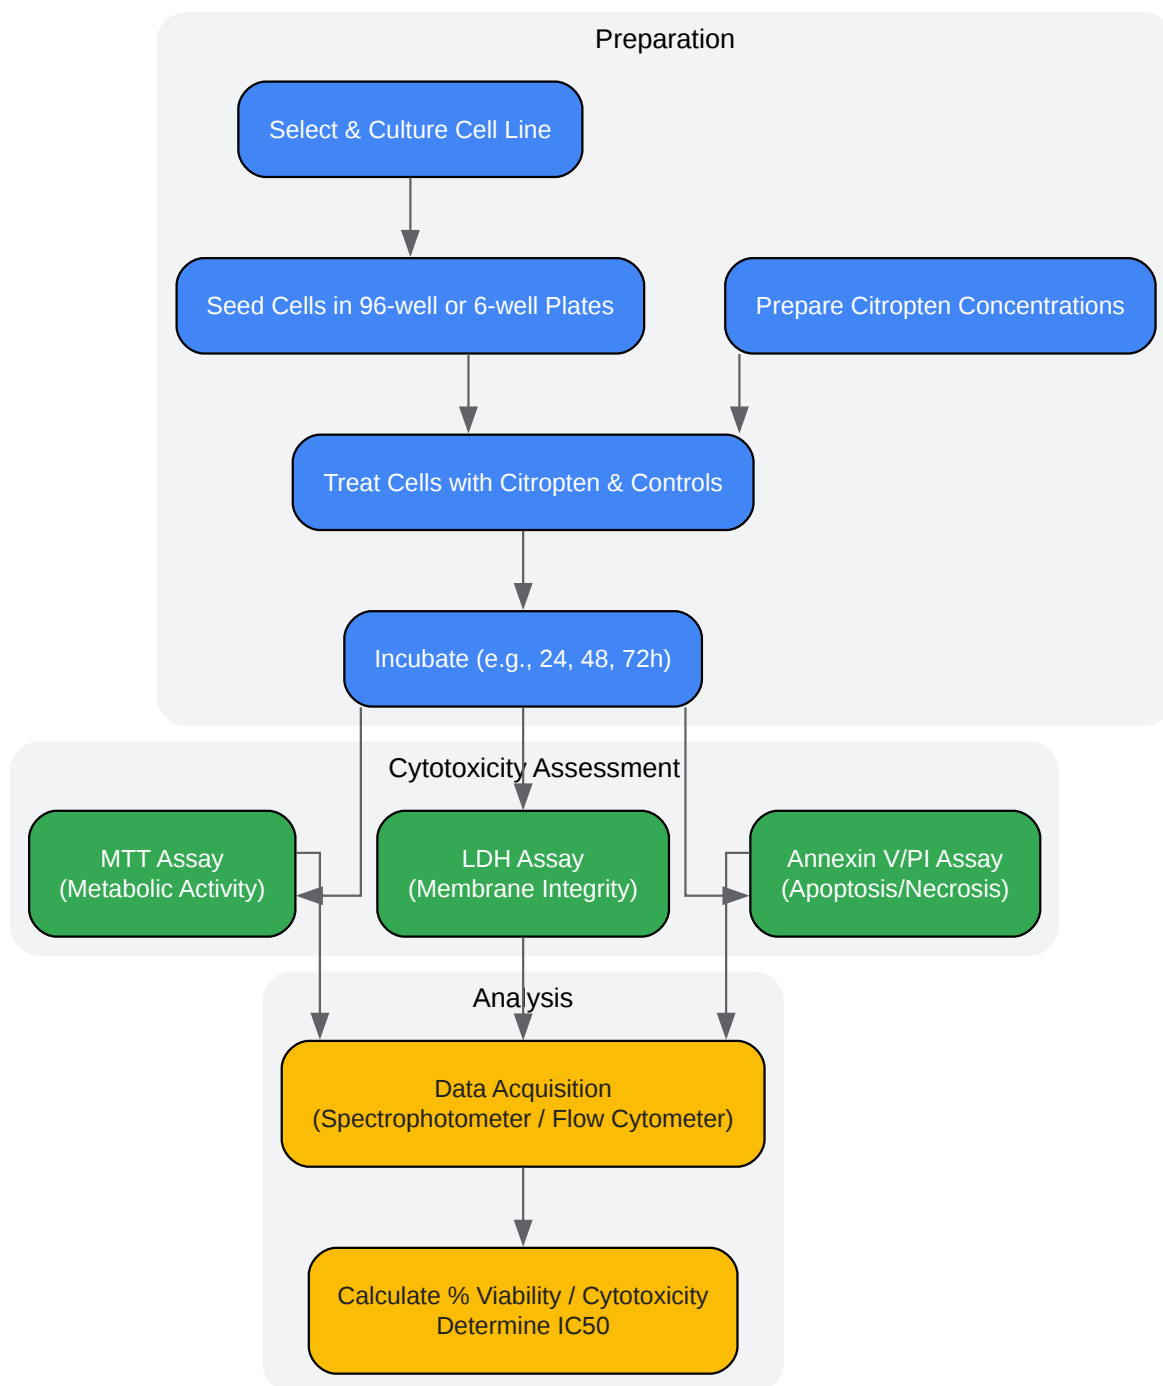 Preparation
Select & Culture Cell Line
Seed Cells in 96-well or 6-well Plates
Prepare Citropten Concentrations
Treat Cells with Citropten & Controls
Incubate (e.g., 24, 48, 72h)
Cytotoxicity Assessment
MTT Assay
(Metabolic Activity)
LDH Assay
(Membrane Integrity)
Annexin V/PI Assay
(Apoptosis/Necrosis)
Analysis
Data Acquisition
(Spectrophotometer / Flow Cytometer)
Calculate % Viability / Cytotoxicity
Determine IC50